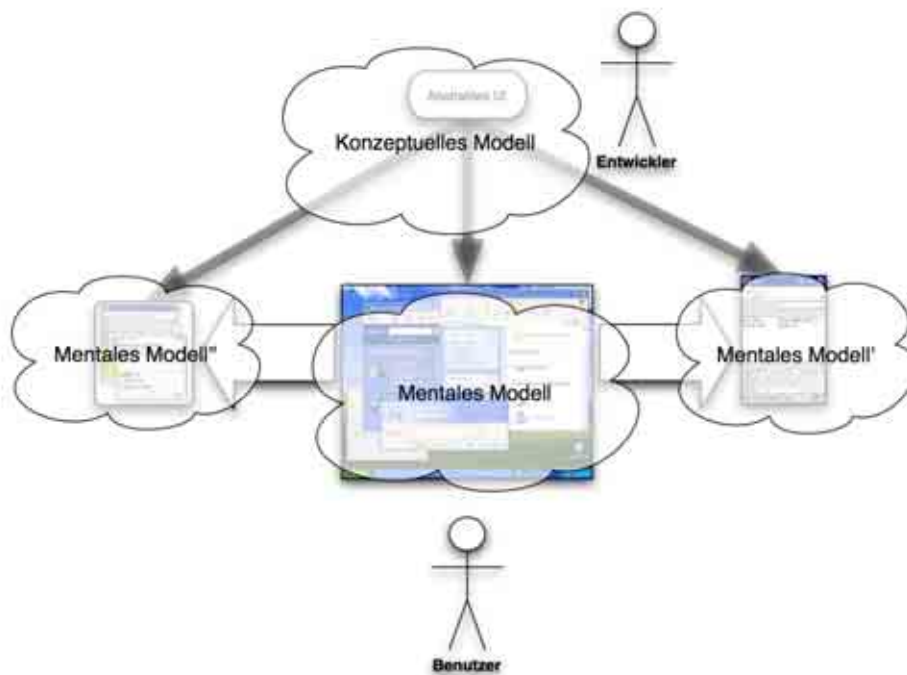 Abstraktes UI
Konzeptuelles Modell
Entwickler
Mentales Modell"
Mentales Modell
Mentales Modell'
Benutzer